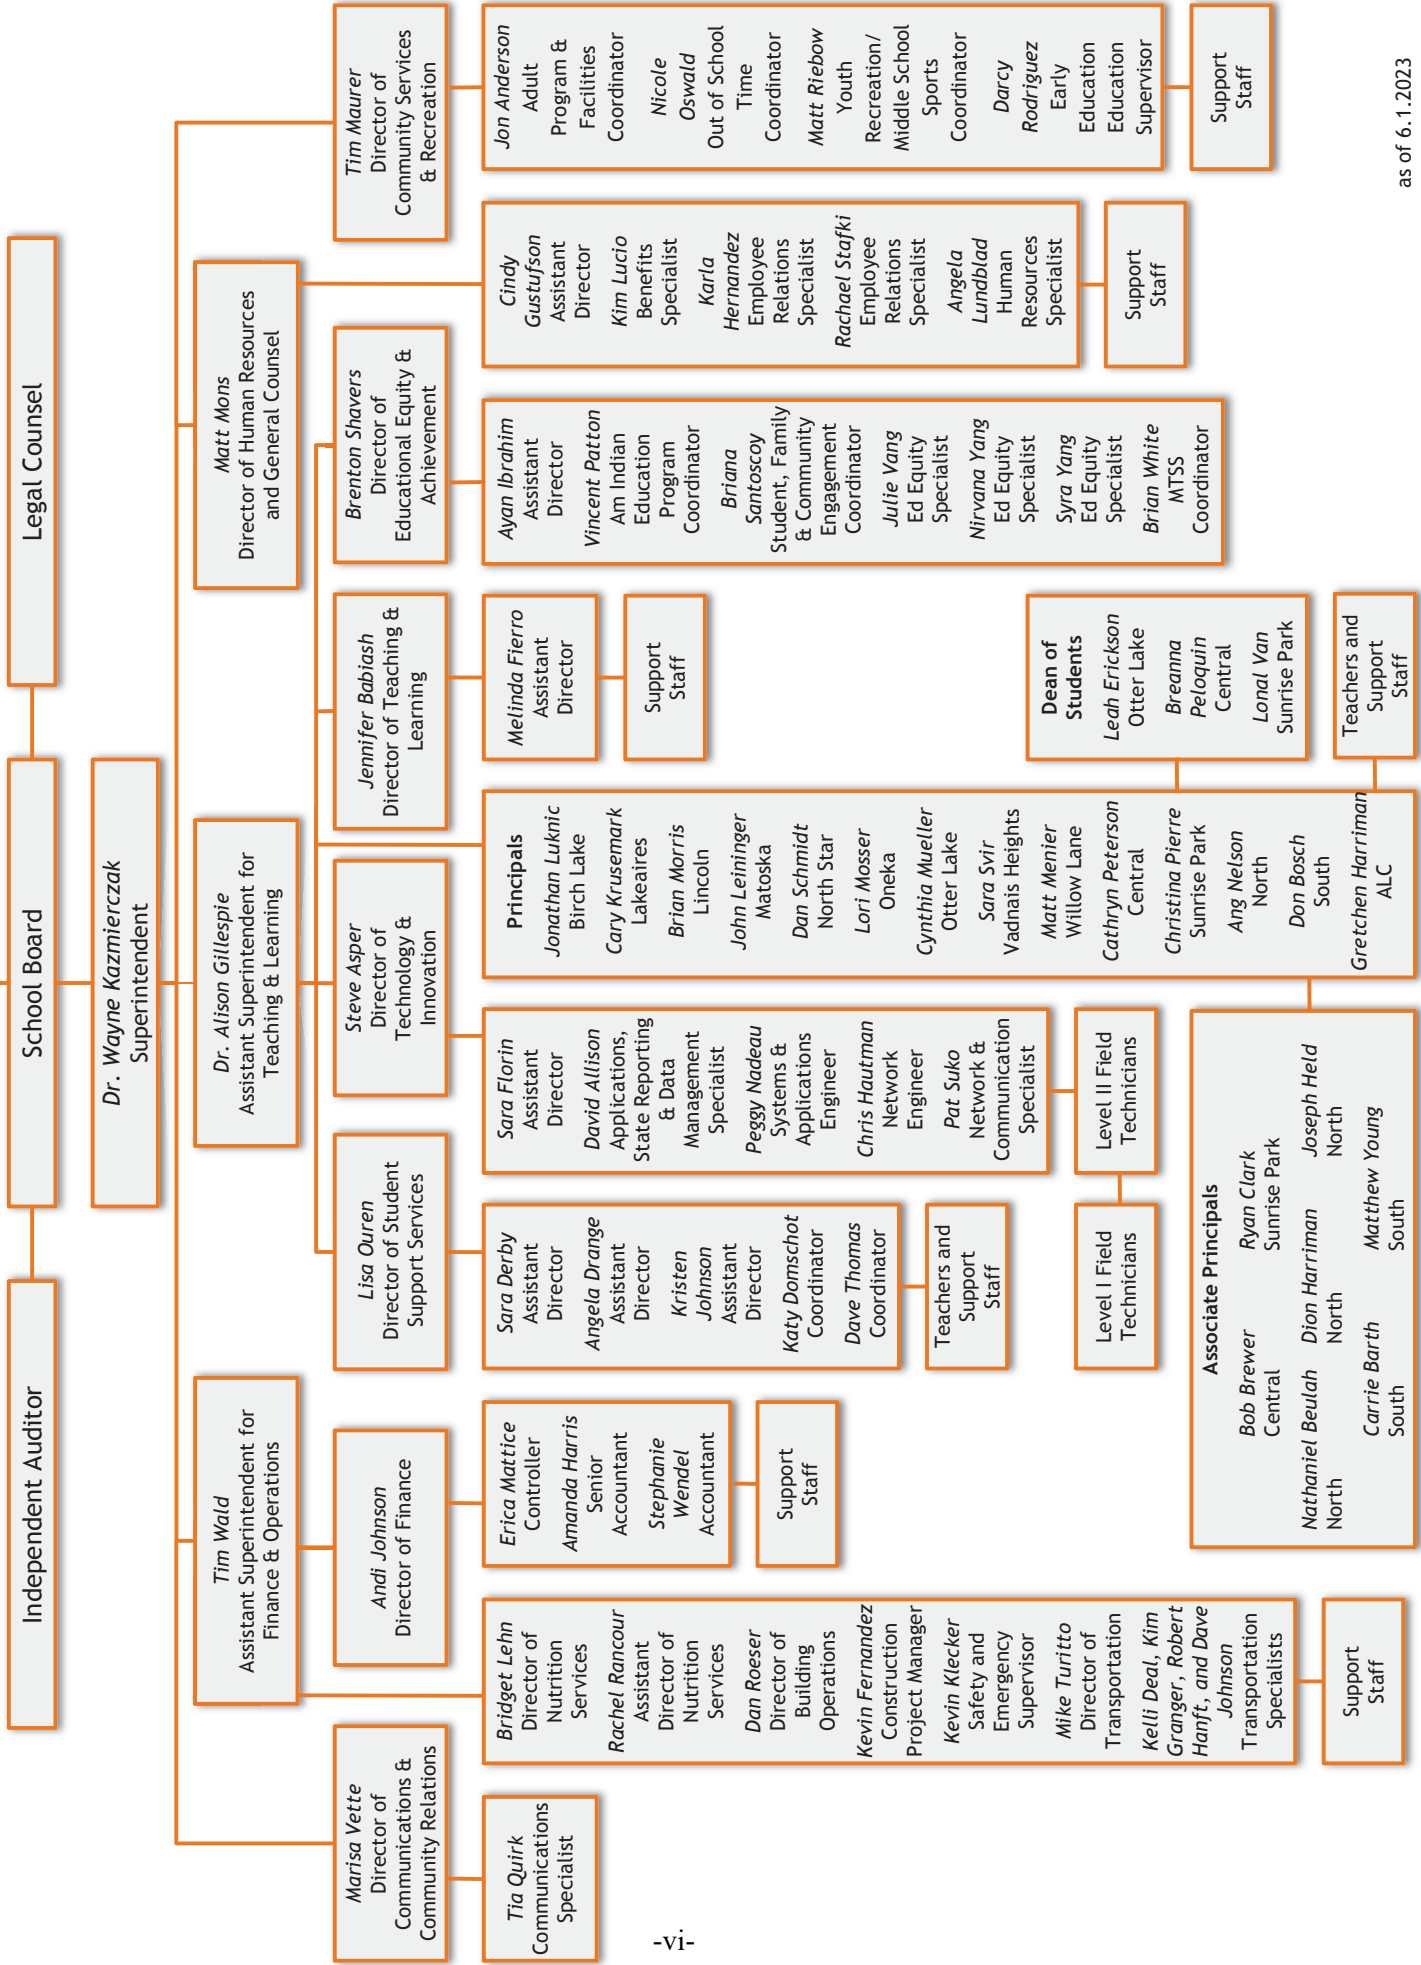 Independent Auditor
School Board
Legal Counsel
Dr. Wayne Kazmierczak
Superintendent
Tim Wald
Assistant Superintendent for
Finance & Operations
Dr. Alison Gillespie
Assistant Superintendent for
Teaching & Learning
Matt Mons
Director of Human Resources
and General Counsel
Marisa Vette
Director of
Communications &
Community Relations
Andi Johnson
Director of Finance
Lisa Ouren
Director of Student
Support Services
Steve Asper
Director of
Technology &
Innovation
Jennifer Babiash
Director of Teaching &
Learning
Brenton Shavers
Director of
Educational Equity &
Achievement
Tim Maurer
Director of
Community Services
& Recreation
Tia Quirk
Communications
Specialist
Bridget Lehn
Director of
Nutrition
Services
Rachel Rancour
Assistant
Director of
Nutrition
Services
Dan Roeser
Director of
Building
Operations
Kevin Fernandez
Construction
Project Manager
Kevin Klecker
Safety and
Emergency
Supervisor
Mike Turitto
Director of
Transportation
Kelli Deal, Kim
Granger, Robert
Hanft, and Dave
Johnson
Transportation
Specialists
Support
Staff
Erica Mattice
Controller
Amanda Harris
Senior
Accountant
Stephanie
Wendel
Accountant
Support
Staff
Sara Derby
Assistant
Director
Angela Drange
Assistant
Director
Kristen
Johnson
Assistant
Director
Katy Domschot
Coordinator
Dave Thomas
Coordinator
Teachers and
Support
Staff
Sara Florin
Assistant
Director
David Allison
Applications,
State Reporting
& Data
Management
Specialist
Peggy Nadeau
Systems &
Applications
Engineer
Chris Hautman
Network
Engineer
Pat Suko
Network &
Communication
Specialist
Level I Field
Technicians
Level II Field
Technicians
Principals
Jonathan Luknic
Birch Lake
Cary Krusemark
Lakeaires
Brian Morris
Lincoln
John Leininger
Matoska
Dan Schmidt
North Star
Lori Mosser
Oneka
Cynthia Mueller
Otter Lake
Sara Svir
Vadnais Heights
Matt Menier
Willow Lane
Cathryn Peterson
Central
Christina Pierre
Sunrise Park
Ang Nelson
North
Don Bosch
South
Gretchen Harriman
ALC
Associate Principals
Bob Brewer
Central
Ryan Clark
Sunrise Park
Nathaniel Beulah
North
Dion Harriman
North
Joseph Held
North
Carrie Barth
South
Matthew Young
South
Melinda Fierro
Assistant
Director
Support
Staff
Dean of
Students
Leah Erickson
Otter Lake
Breanna
Peloquin
Central
Lonal Van
Sunrise Park
Teachers and
Support
Staff
Ayan Ibrahim
Assistant
Director
Vincent Patton
Am Indian
Education
Program
Coordinator
Briana
Santoscoy
Student, Family
& Community
Engagement
Coordinator
Julie Vang
Ed Equity
Specialist
Nirvana Yang
Ed Equity
Specialist
Syra Yang
Ed Equity
Specialist
Brian White
MTSS
Coordinator
Cindy
Gustufson
Assistant
Director
Kim Lucio
Benefits
Specialist
Karla
Hernandez
Employee
Relations
Specialist
Rachael Stafki
Employee
Relations
Specialist
Angela
Lundblad
Human
Resources
Specialist
Support
Staff
Jon Anderson
Adult
Program &
Facilities
Coordinator
Nicole
Oswald
Out of School
Time
Coordinator
Matt Riebow
Youth
Recreation/
Middle School
Sports
Coordinator
Darcy
Rodriguez
Early
Education
Education
Supervisor
Support
Staff
as of 6.1.2023
-vi-